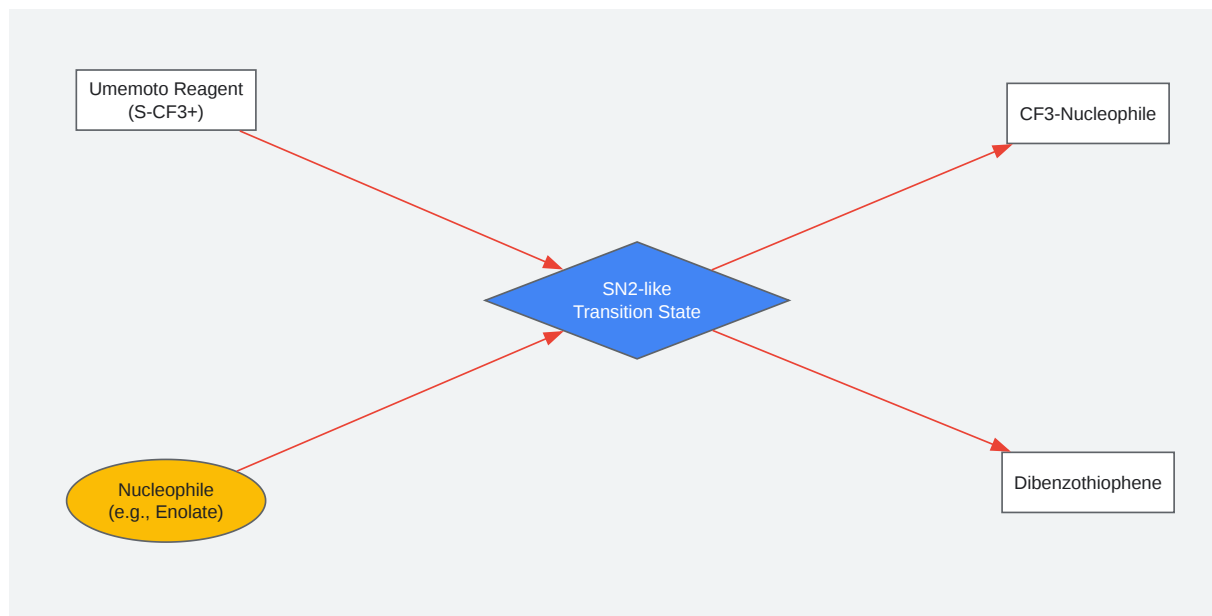 Umemoto Reagent
(S-CF3+)
CF3-Nucleophile
SN2-like
Transition State
Nucleophile
(e.g., Enolate)
Dibenzothiophene